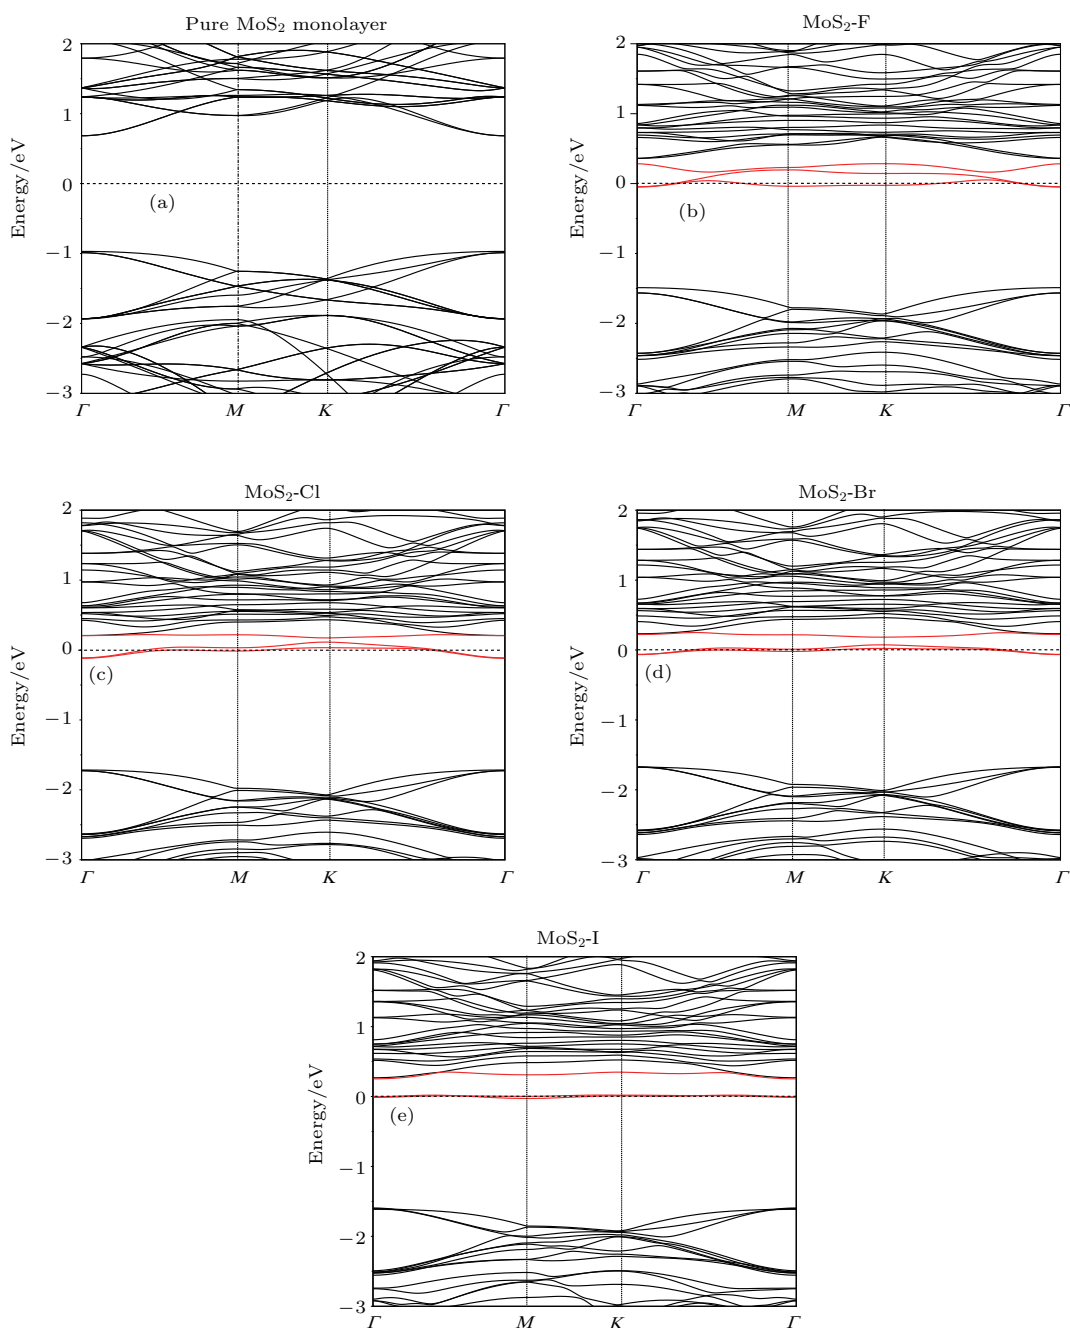 Pure MoS₂ monolayer
2
1
0
−1
−2
−3
Energy/eV
(a)
Γ M K Γ
MoS₂-F
2
1
0
−1
−2
−3
Energy/eV
(b)
Γ M K Γ
MoS₂-Cl
2
1
0
−1
−2
−3
Energy/eV
(c)
Γ M K Γ
MoS₂-Br
2
1
0
−1
−2
−3
Energy/eV
(d)
Γ M K Γ
MoS₂-I
2
1
0
−1
−2
−3
Energy/eV
(e)
Γ M K Γ